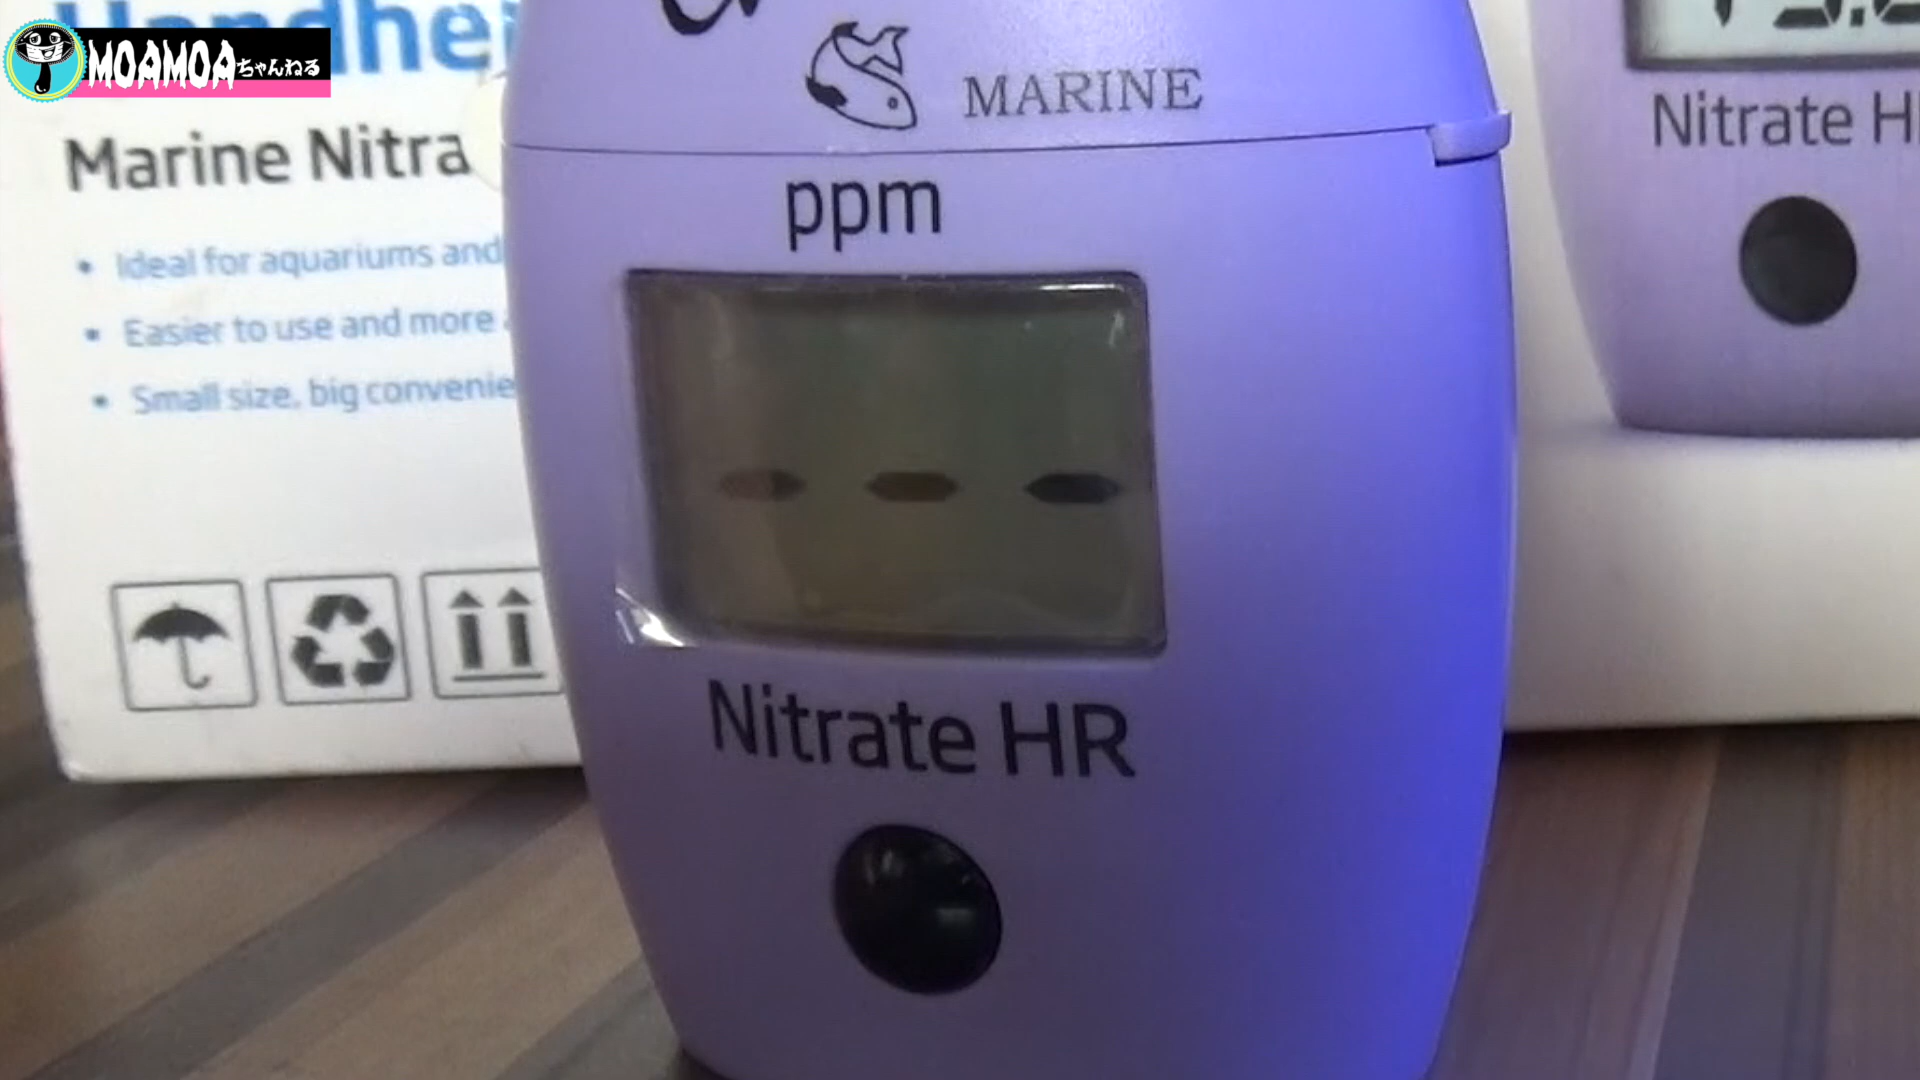 MOAMOAちゃんねる
Marine Nitra
• Ideal for aquariums and
• Easier to use and more
• Small size, big convenie
MARINE
ppm
- - -
Nitrate HR
Nitrate H